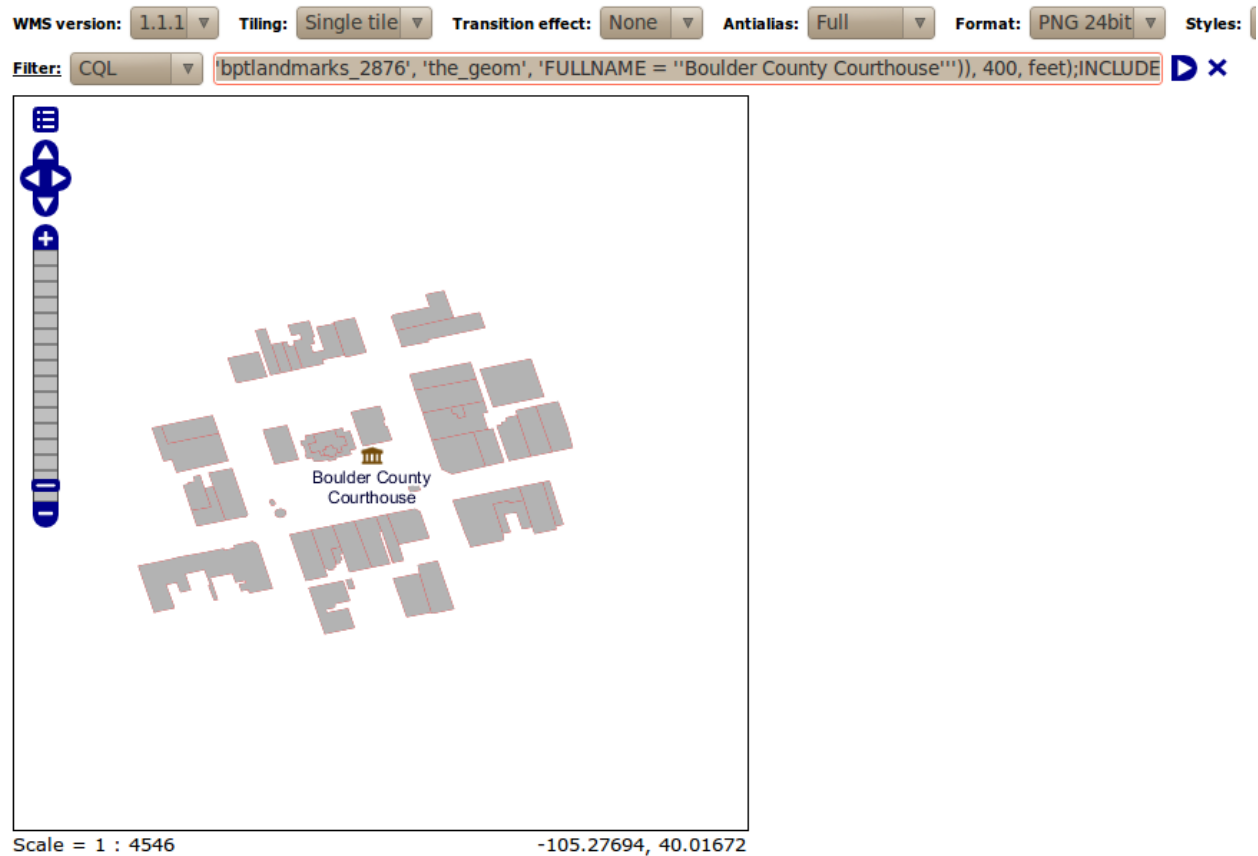 WMS version: 1.1.1 Tiling: Single tile Transition effect: None Antialias: Full Format: PNG 24bit Styles:
Filter: CQL 'bptlandmarks_2876', 'the_geom', 'FULLNAME = ''Boulder County Courthouse''')), 400, feet);INCLUDE
Boulder County
Courthouse
Scale = 1 : 4546 -105.27694, 40.01672